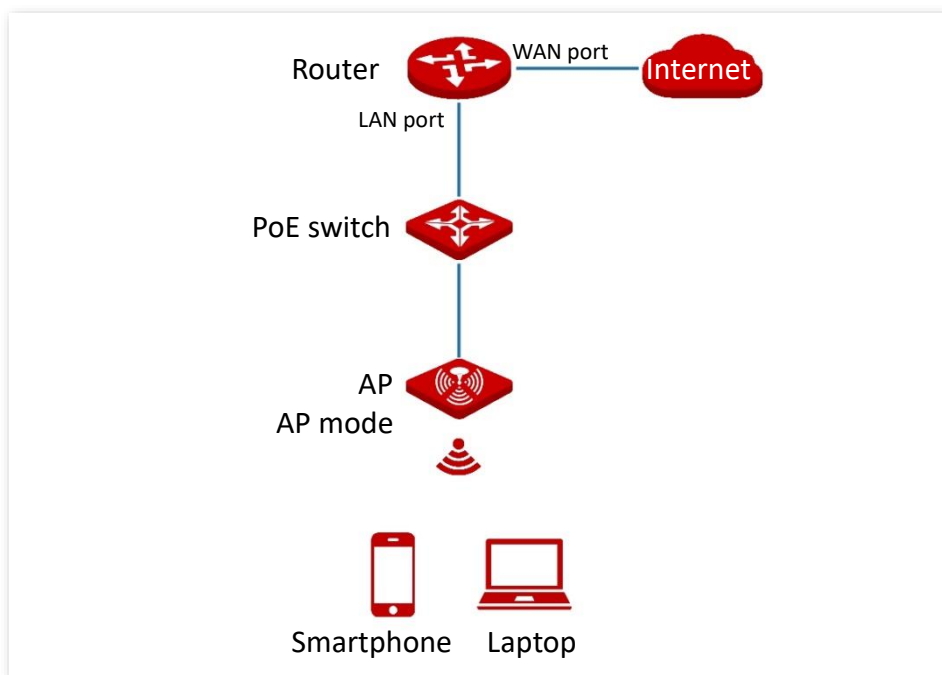 Router
WAN port
Internet
LAN port
PoE switch
AP
AP mode
Smartphone
Laptop